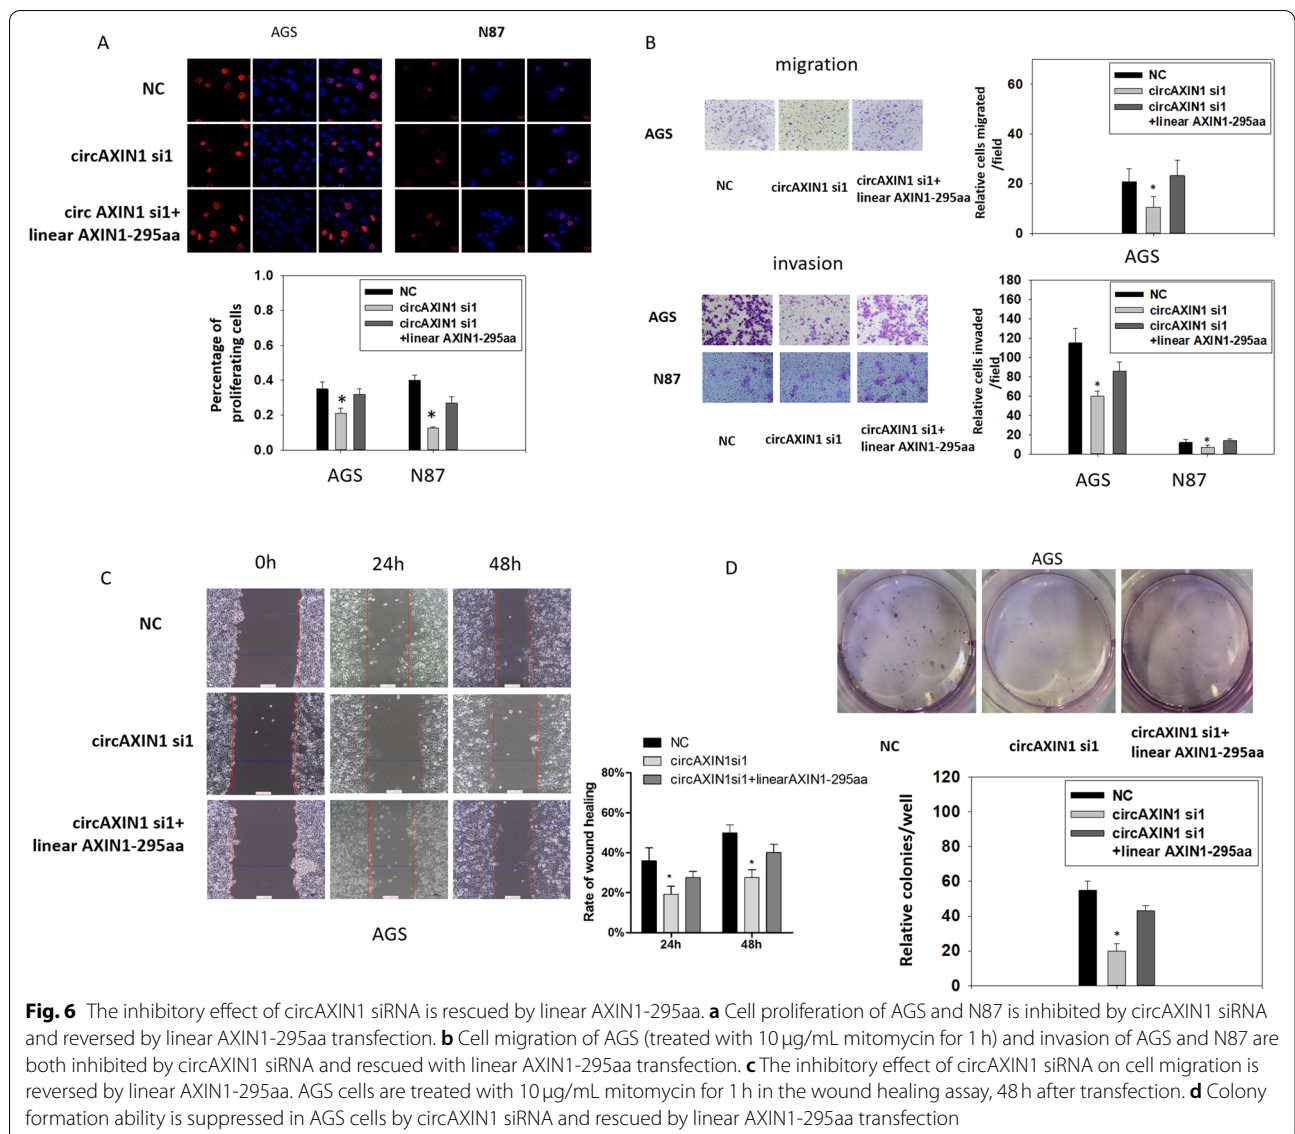 A
AGS
N87
NC
circAXIN1 si1
circ AXIN1 si1+
linear AXIN1-295aa
1.0
0.8
0.6
0.4
0.2
0.0
Percentage of
proliferating cells
NC
circAXIN1 si1
circAXIN1 si1
+linear AXIN1-295aa
*
*
AGS
N87
B
migration
AGS
NC
circAXIN1 si1
circAXIN1 si1+
linear AXIN1-295aa
Relative cells migrated
/field
60
40
20
0
NC
circAXIN1 si1
circAXIN1 si1
+linear AXIN1-295aa
*
AGS
invasion
AGS
N87
NC
circAXIN1 si1
circAXIN1 si1+
linear AXIN1-295aa
Relative cells invaded
/field
180
160
140
120
100
80
60
40
20
0
NC
circAXIN1 si1
circAXIN1 si1
+linear AXIN1-295aa
*
*
AGS
N87
C
0h
24h
48h
NC
circAXIN1 si1
circAXIN1 si1+
linear AXIN1-295aa
AGS
NC
circAXIN1si1
circAXIN1si1+linearAXIN1-295aa
Rate of wound healing
80%
60%
40%
20%
0%
*
*
24h
48h
D
AGS
NC
circAXIN1 si1
circAXIN1 si1+
linear AXIN1-295aa
Relative colonies/well
120
100
80
60
40
20
0
NC
circAXIN1 si1
circAXIN1 si1
+linear AXIN1-295aa
*
Fig. 6 The inhibitory effect of circAXIN1 siRNA is rescued by linear AXIN1-295aa. a Cell proliferation of AGS and N87 is inhibited by circAXIN1 siRNA
and reversed by linear AXIN1-295aa transfection. b Cell migration of AGS (treated with 10 µg/mL mitomycin for 1 h) and invasion of AGS and N87 are
both inhibited by circAXIN1 siRNA and rescued with linear AXIN1-295aa transfection. c The inhibitory effect of circAXIN1 siRNA on cell migration is
reversed by linear AXIN1-295aa. AGS cells are treated with 10 µg/mL mitomycin for 1 h in the wound healing assay, 48 h after transfection. d Colony
formation ability is suppressed in AGS cells by circAXIN1 siRNA and rescued by linear AXIN1-295aa transfection